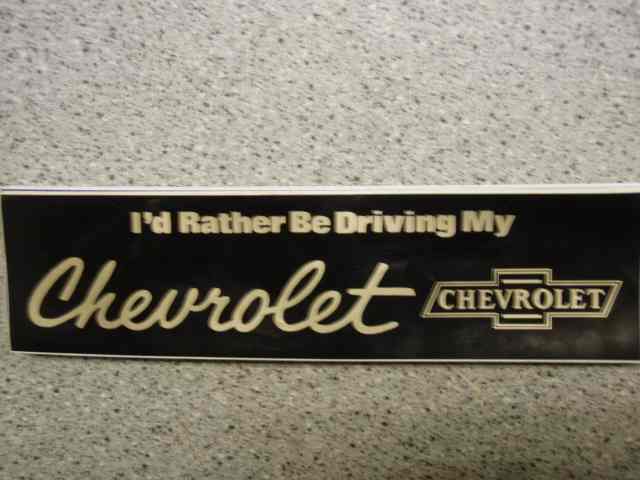 I'd Rather Be Driving My
Chevrolet
CHEVROLET